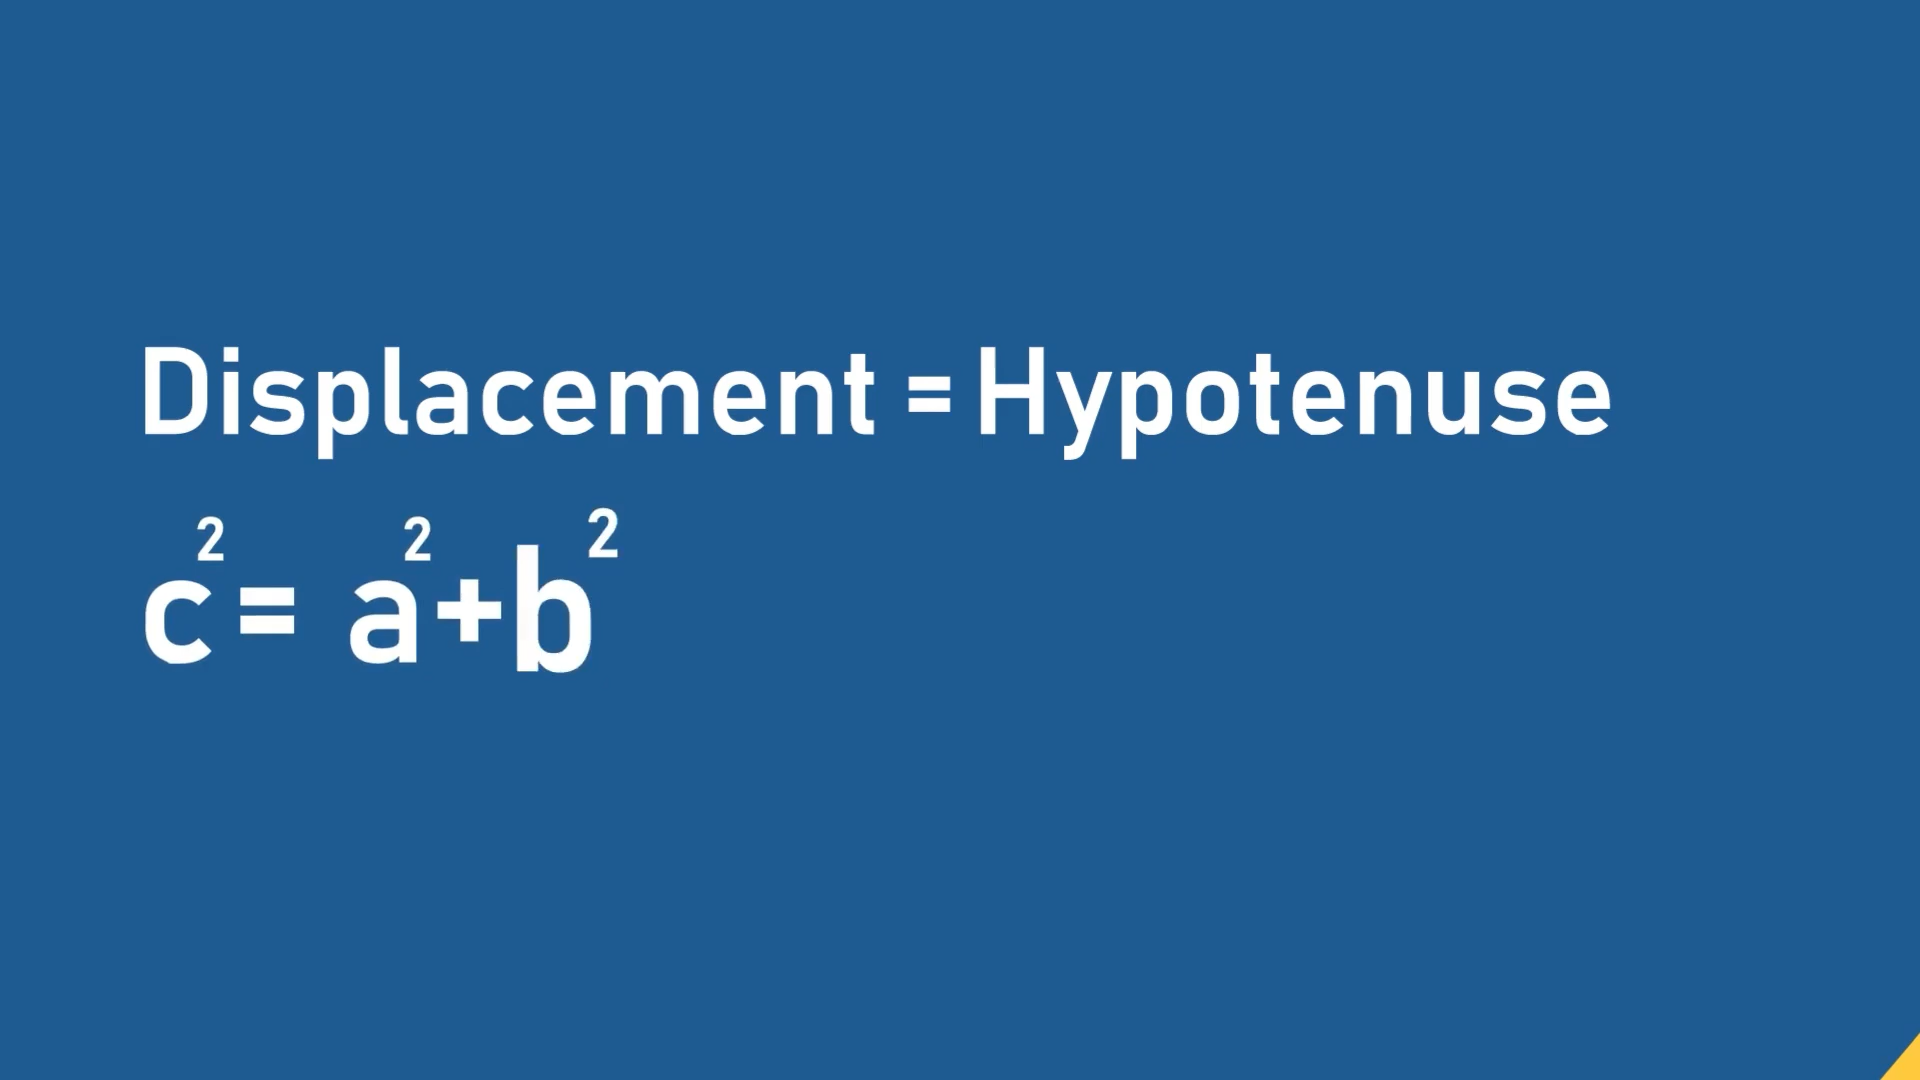 Displacement = Hypotenuse
c²= a²+b²